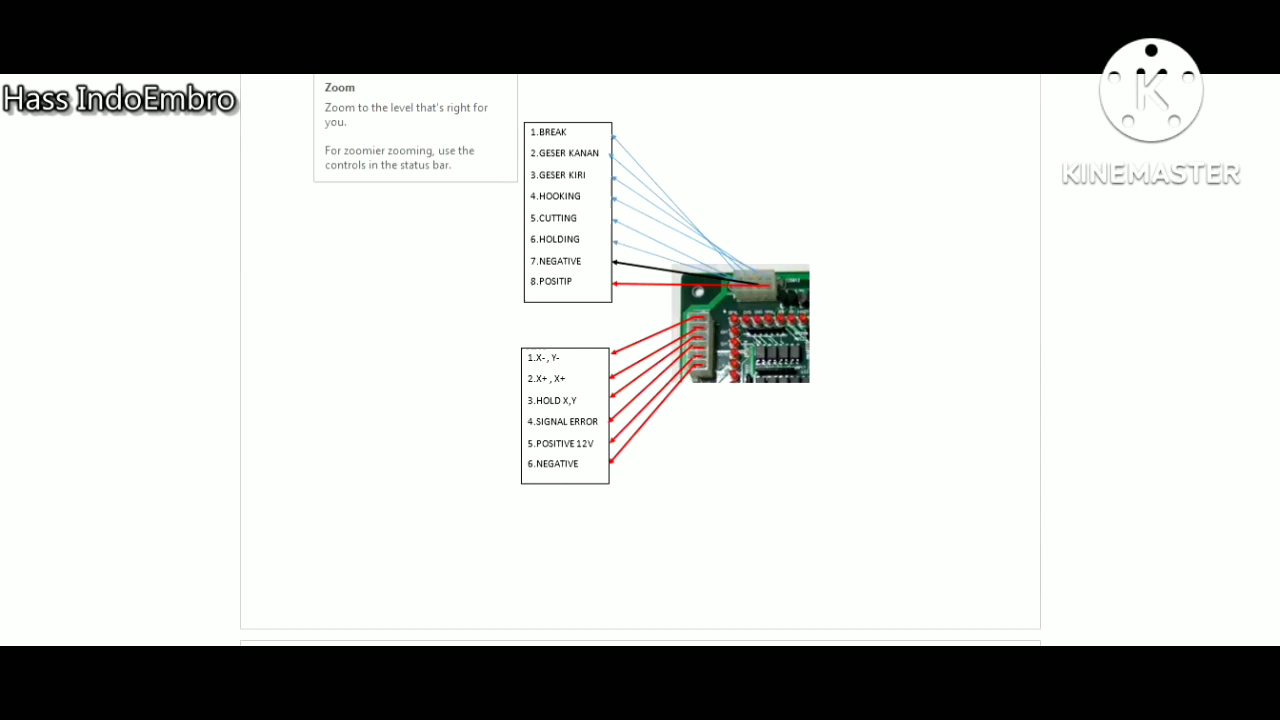 Hass IndoEmbro
KINEMASTER
Zoom
Zoom to the level that's right for
you.
For zoomier zooming, use the
controls in the status bar.
1.BREAK
2.GESER KANAN
3.GESER KIRI
4.HOOKING
5.CUTTING
6.HOLDING
7.NEGATIVE
8.POSITIP
1.X- , Y-
2.X+ , X+
3.HOLD X,Y
4.SIGNAL ERROR
5.POSITIVE 12V
6.NEGATIVE